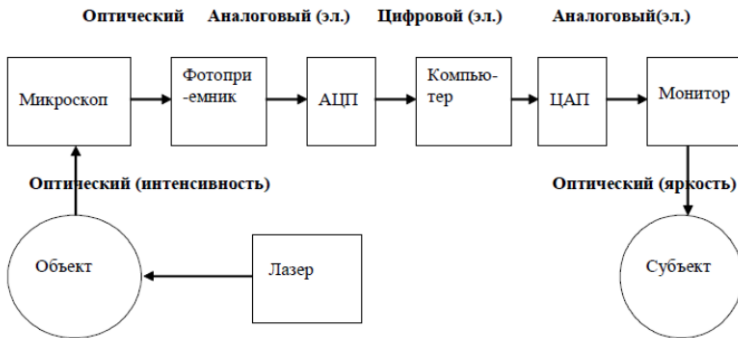 Оптический Аналоговый (эл.) Цифровой (эл.) Аналоговый(эл.)
Микроскоп
Фотопри
-емник
АЦП
Компью-
тер
ЦАП
Монитор
Оптический (интенсивность)
Оптический (яркость)
Объект
Лазер
Субъект